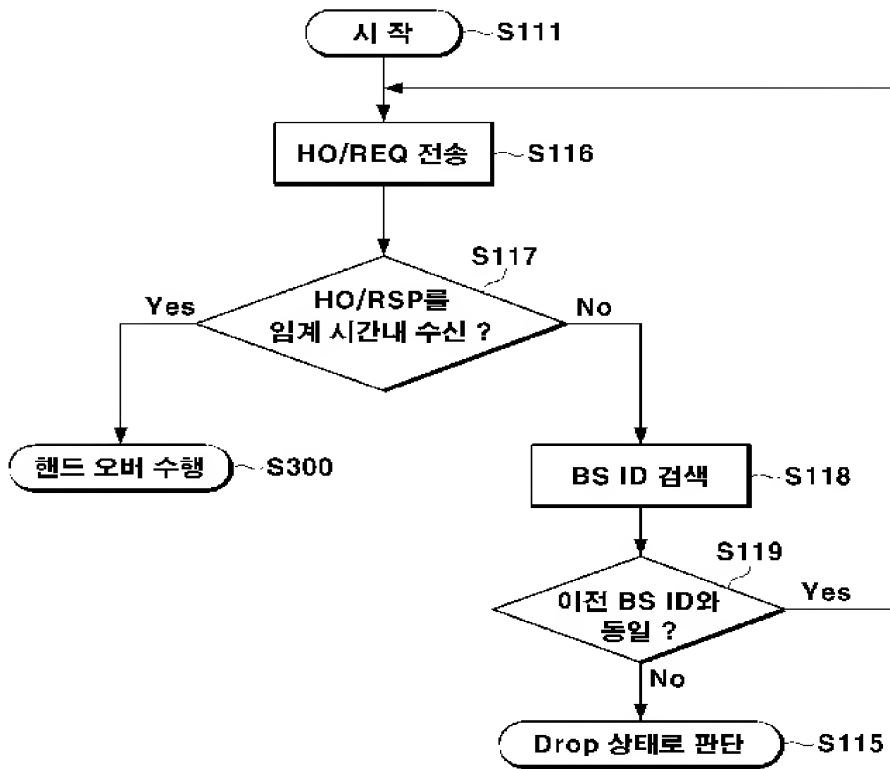 시 작
S111
HO/REQ 전송
S116
S117
HO/RSP를
임계 시간내 수신 ?
Yes
No
핸드 오버 수행
S300
BS ID 검색
S118
S119
이전 BS ID와
동일 ?
Yes
No
Drop 상태로 판단
S115